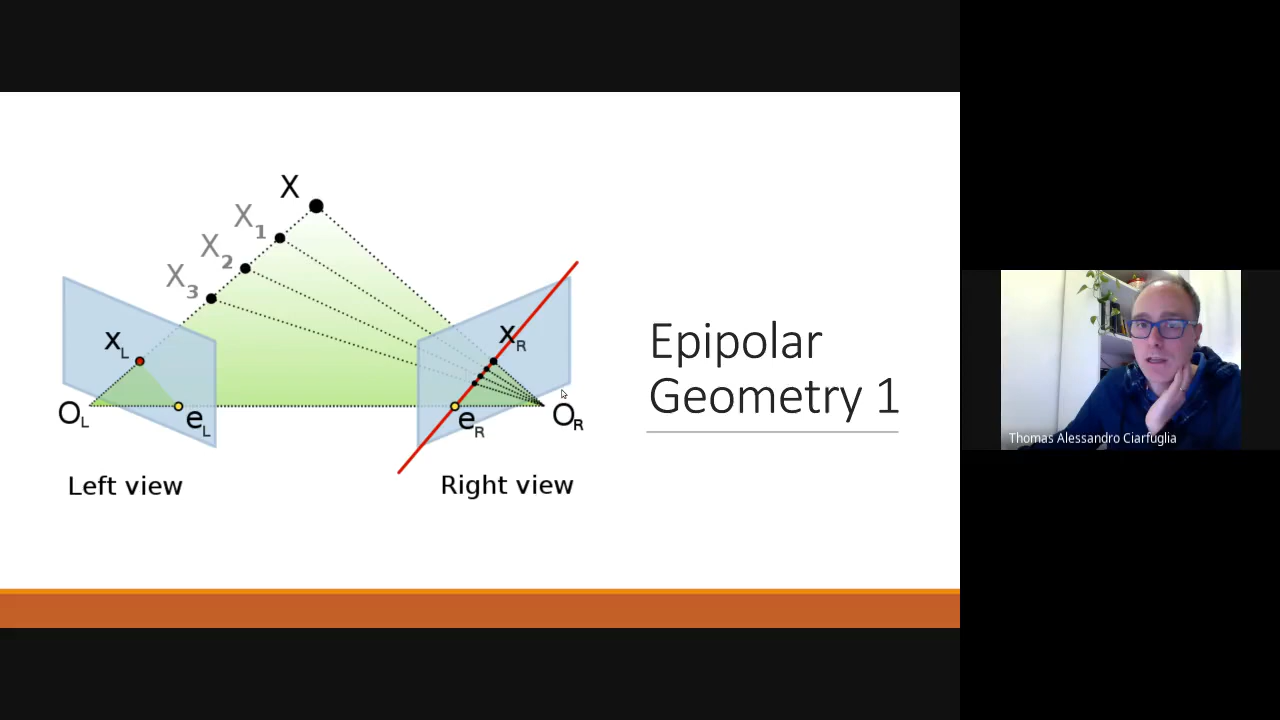 X
X1
X2
X3
XL
XR
OL
eL
eR
OR
Left view
Right view
Epipolar
Geometry 1
Thomas Alessandro Ciarfuglia